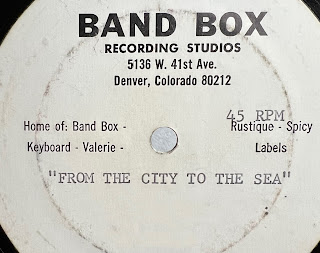 BAND BOX
RECORDING STUDIOS
5136 W. 41st Ave.
Denver, Colorado 80212
45 RPM
Home of: Band Box - Rustique - Spicy
Keyboard - Valerie - Labels
"FROM THE CITY TO THE SEA"